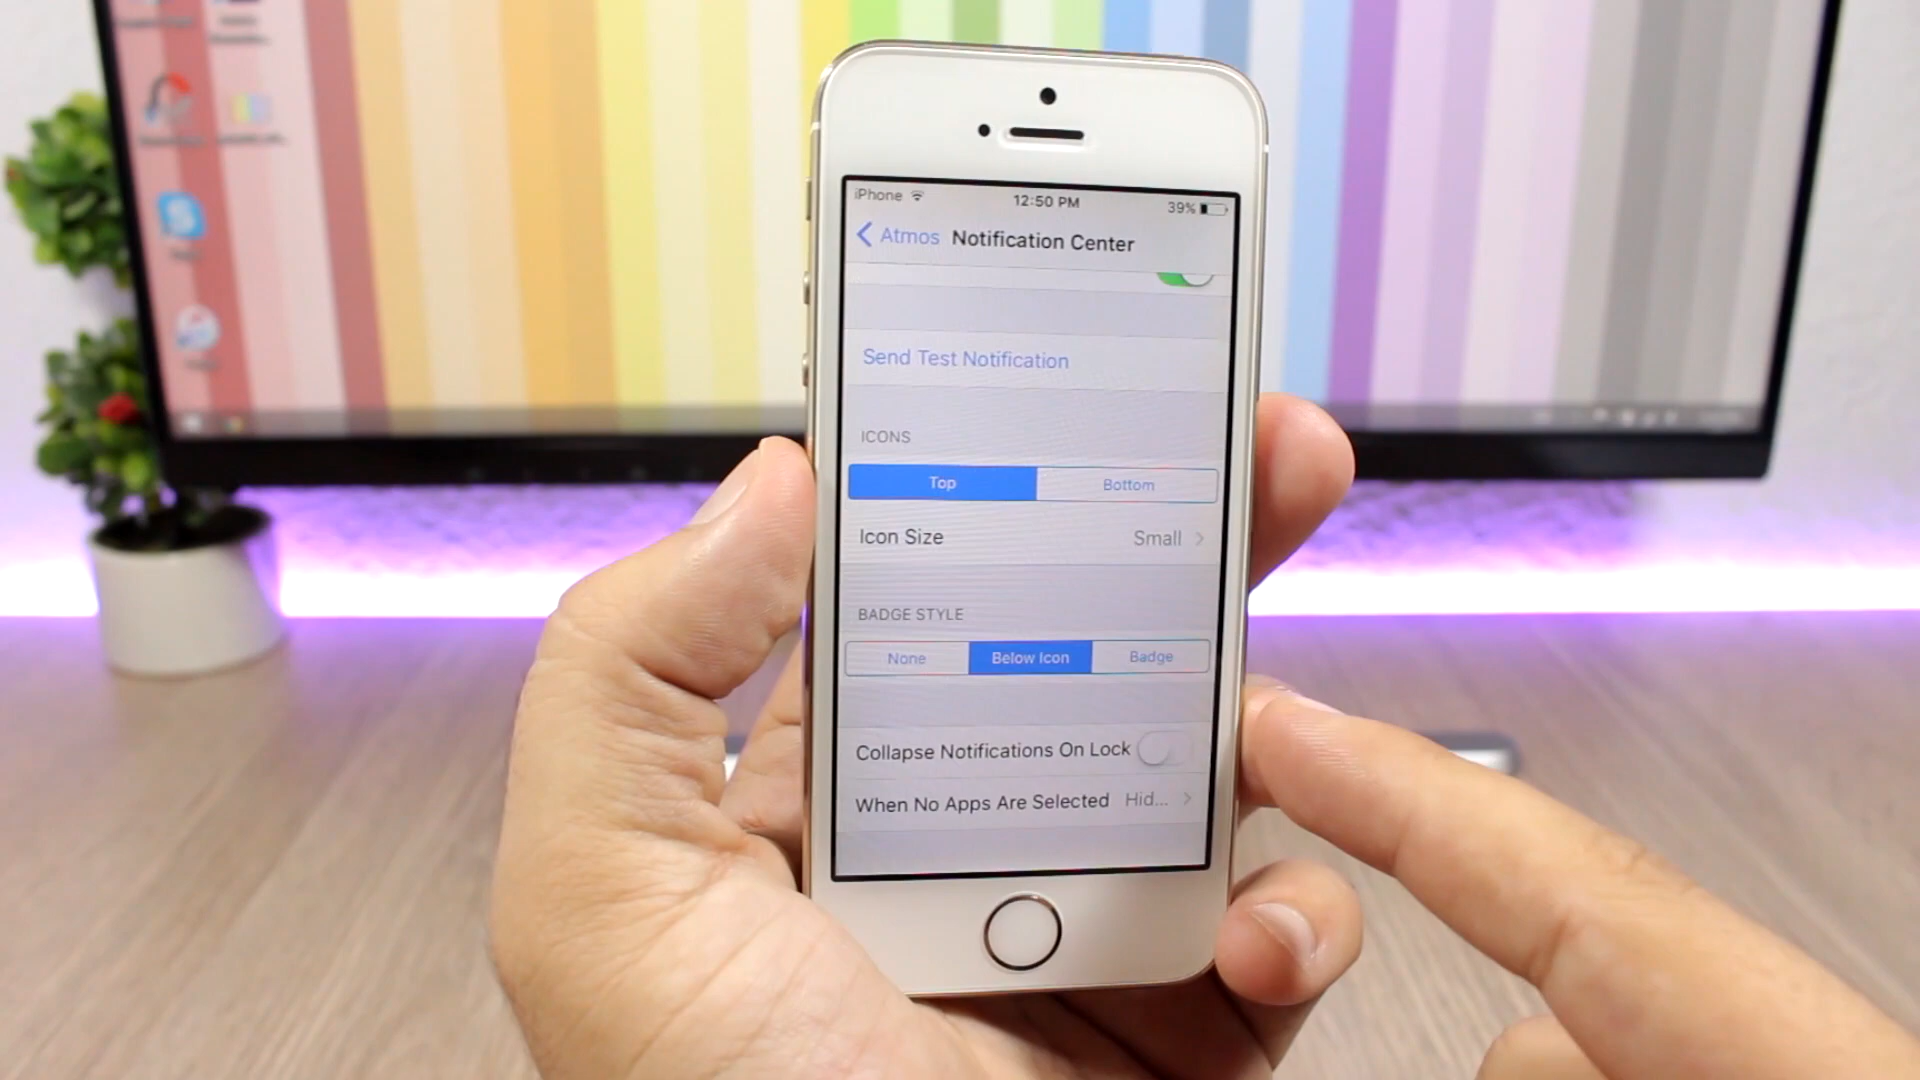 iPhone 12:50 PM 39%
Atmos Notification Center
Send Test Notification
ICONS
Top Bottom
Icon Size Small
BADGE STYLE
None Below Icon Badge
Collapse Notifications On Lock
When No Apps Are Selected Hid...